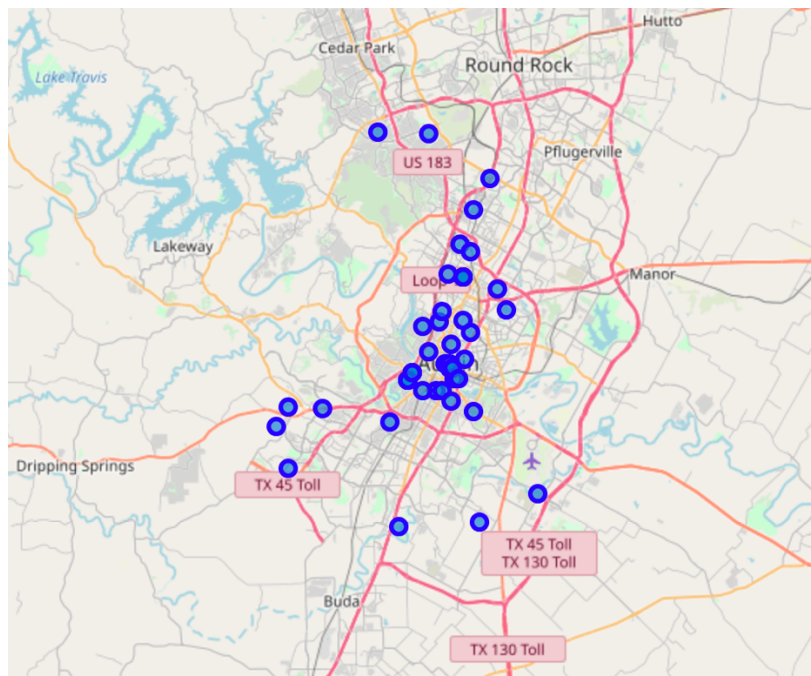 Hutto
Cedar Park
Round Rock
Lake Travis
Pflugerville
US 183
Lakeway
Manor
Loop
Dripping Springs
TX 45 Toll
TX 45 Toll
TX 130 Toll
Buda
TX 130 Toll